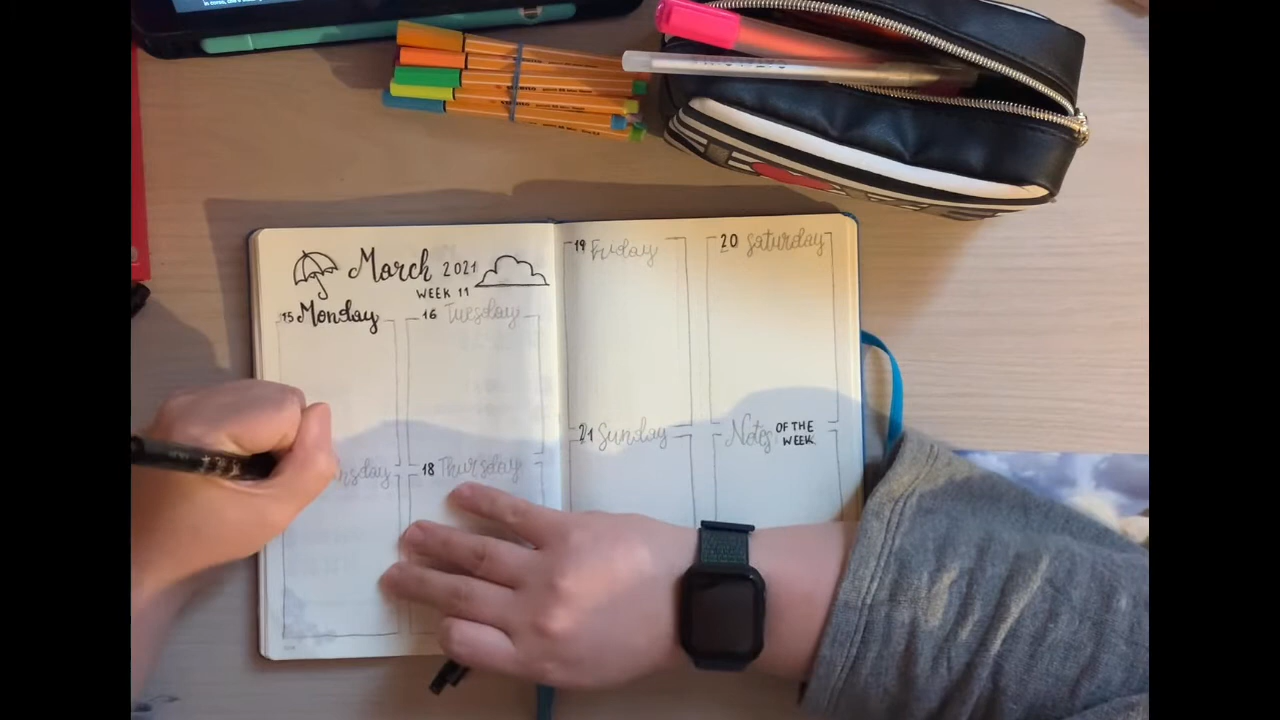 March 2021
WEEK 11
15 Monday
16 Tuesday
18 Thursday
19 Friday
20 Saturday
21 Sunday
Notes OF THE WEEK